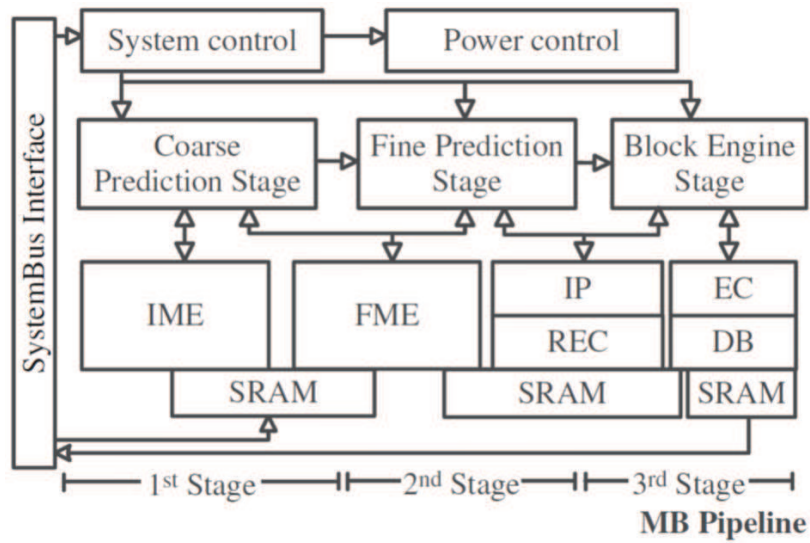 SystemBus Interface
System control
Power control
Coarse
Prediction Stage
Fine Prediction
Stage
Block Engine
Stage
IME
FME
IP
REC
EC
DB
SRAM
SRAM
SRAM
1st Stage
2nd Stage
3rd Stage
MB Pipeline